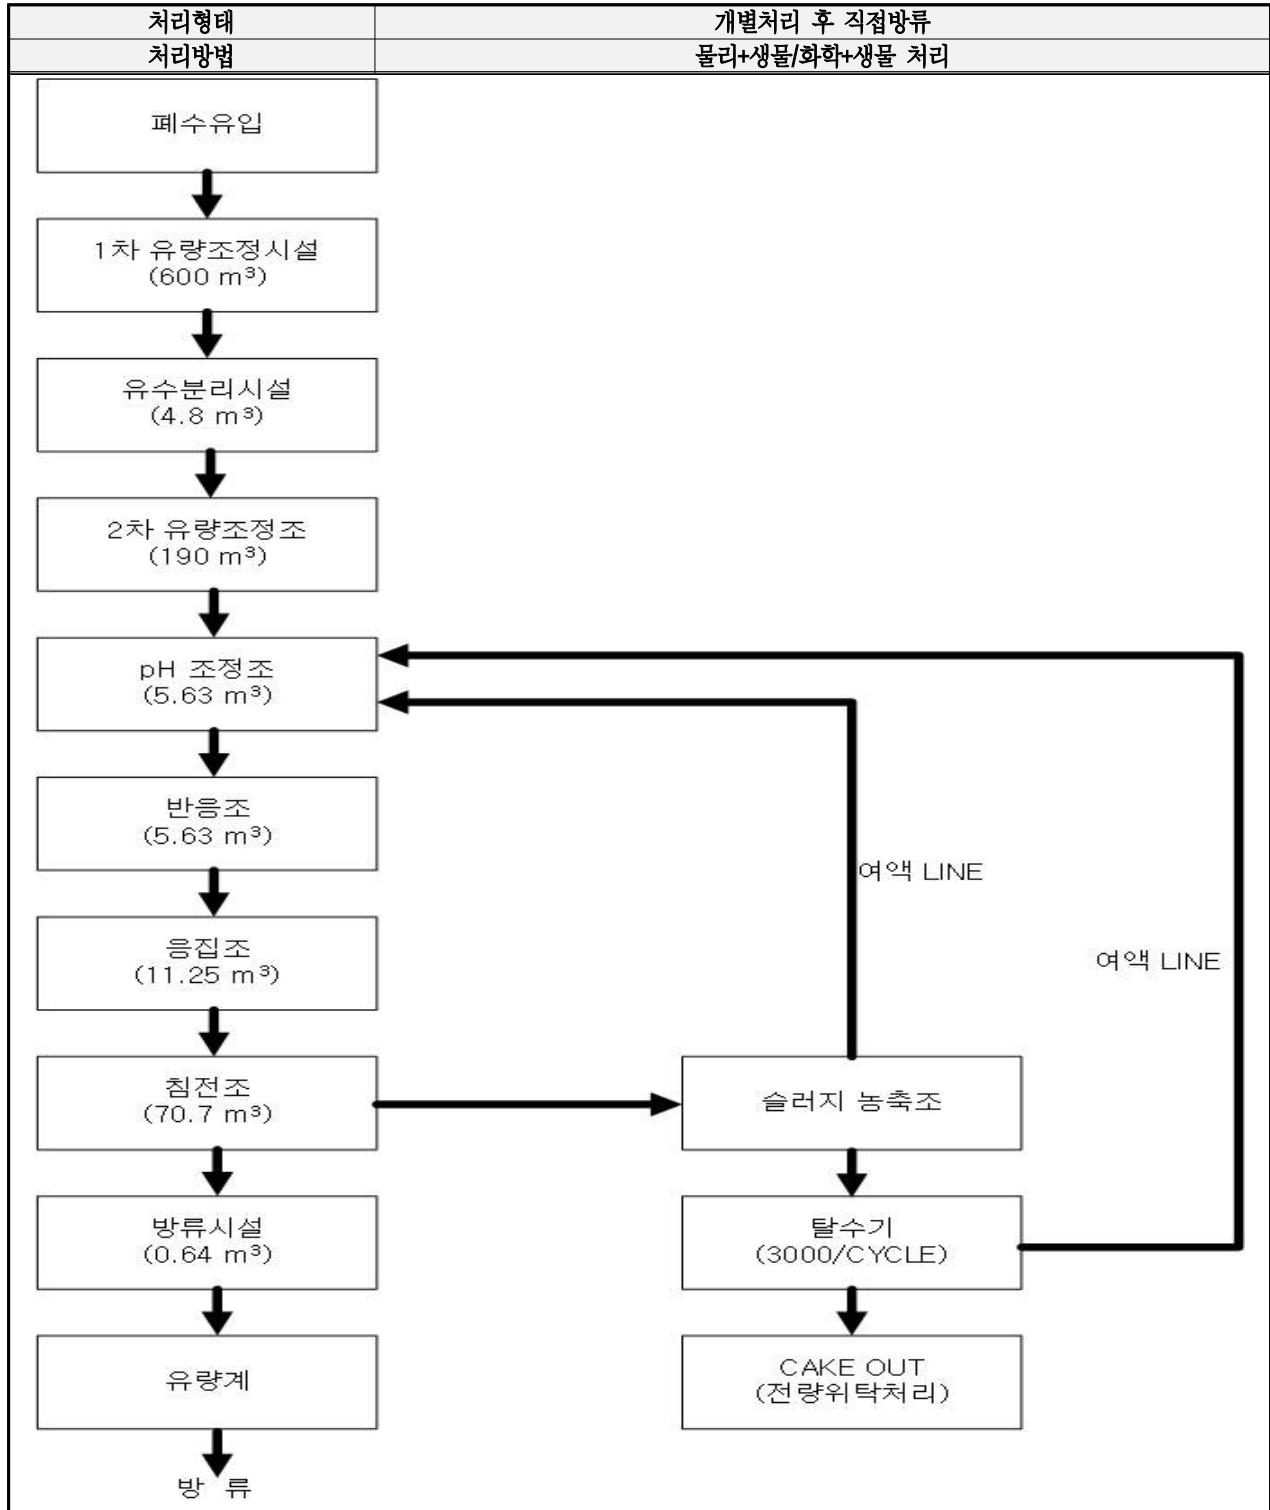 처리형태 개별처리 후 직접방류
처리방법 물리+생물/화학+생물 처리
폐수유입
1차 유량조정시설
(600 m³)
유수분리시설
(4.8 m³)
2차 유량조정조
(190 m³)
pH 조정조
(5.63 m³)
반응조
(5.63 m³)
여액 LINE
응집조
(11.25 m³)
여액 LINE
침전조
(70.7 m³)
슬러지 농축조
방류시설
(0.64 m³)
탈수기
(3000/CYCLE)
유량계
CAKE OUT
(전량위탁처리)
방 류